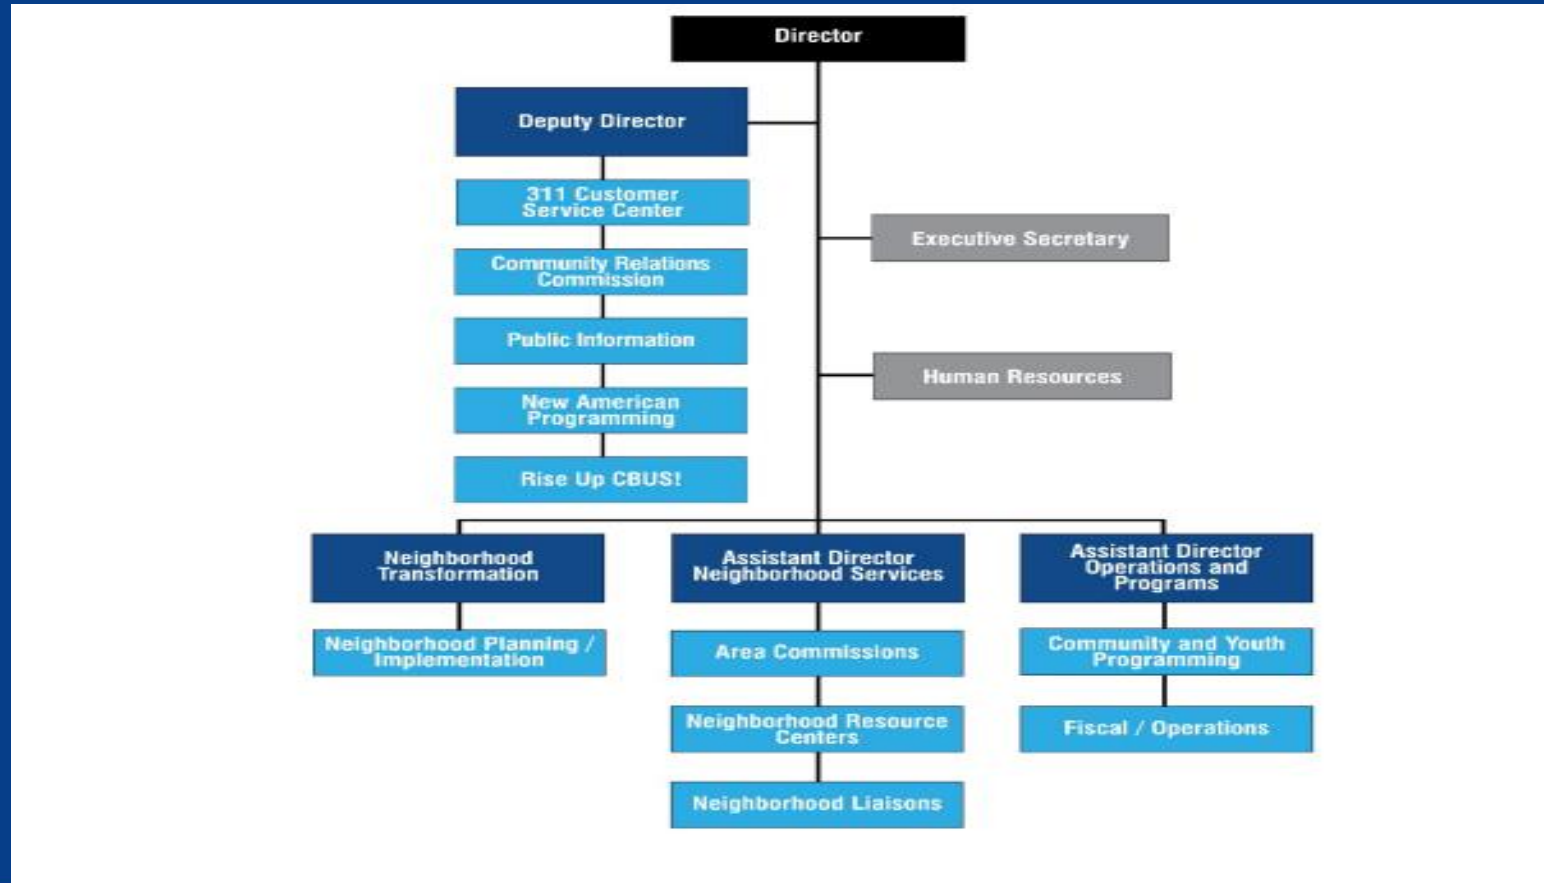 Director
Deputy Director
311 Customer
Service Center
Community Relations
Commission
Public Information
New American
Programming
Rise Up CBUS!
Executive Secretary
Human Resources
Neighborhood
Transformation
Neighborhood Planning /
Implementation
Assistant Director
Neighborhood Services
Area Commissions
Neighborhood Resource
Centers
Neighborhood Liaisons
Assistant Director
Operations and
Programs
Community and Youth
Programming
Fiscal / Operations